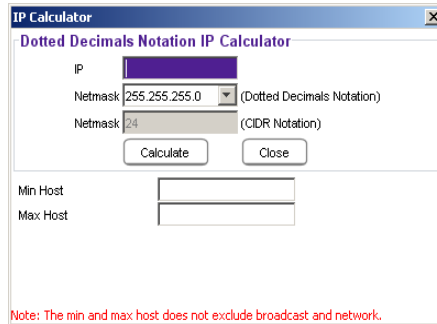 IP Calculator
Dotted Decimals Notation IP Calculator
IP
Netmask 255.255.255.0 (Dotted Decimals Notation)
Netmask 24 (CIDR Notation)
Calculate Close
Min Host
Max Host
Note: The min and max host does not exclude broadcast and network.